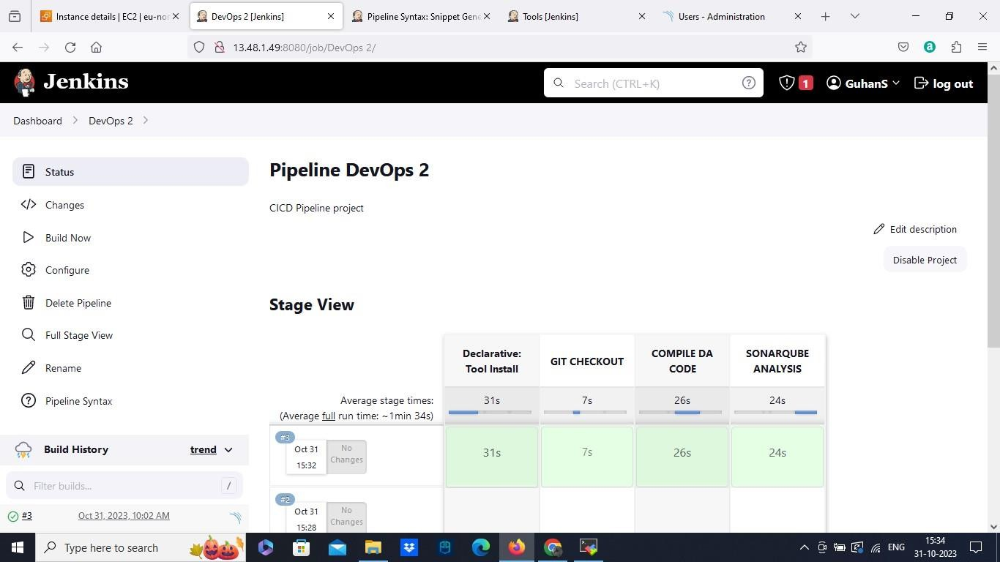 Instance details | EC2 | eu-nor
DevOps 2 [Jenkins]
Pipeline Syntax: Snippet Gene
Tools [Jenkins]
Users - Administration
13.48.1.49:8080/job/DevOps 2/
a
Jenkins
Search (CTRL+K)
?
1
GuhanS
log out
Dashboard
DevOps 2
Status
Changes
Build Now
Configure
Delete Pipeline
Full Stage View
Rename
Pipeline Syntax
Build History
trend
Filter builds...
/
#3
Oct 31, 2023, 10:02 AM
Pipeline DevOps 2
CICD Pipeline project
Edit description
Disable Project
Stage View
Declarative:
Tool Install
GIT CHECKOUT
COMPILE DA
CODE
SONARQUBE
ANALYSIS
Average stage times:
(Average full run time: ~1min 34s)
31s
7s
26s
24s
#3
Oct 31
15:32
No
Changes
31s
7s
26s
24s
#2
Oct 31
15:28
No
Changes
Type here to search
ENG
15:34
31-10-2023